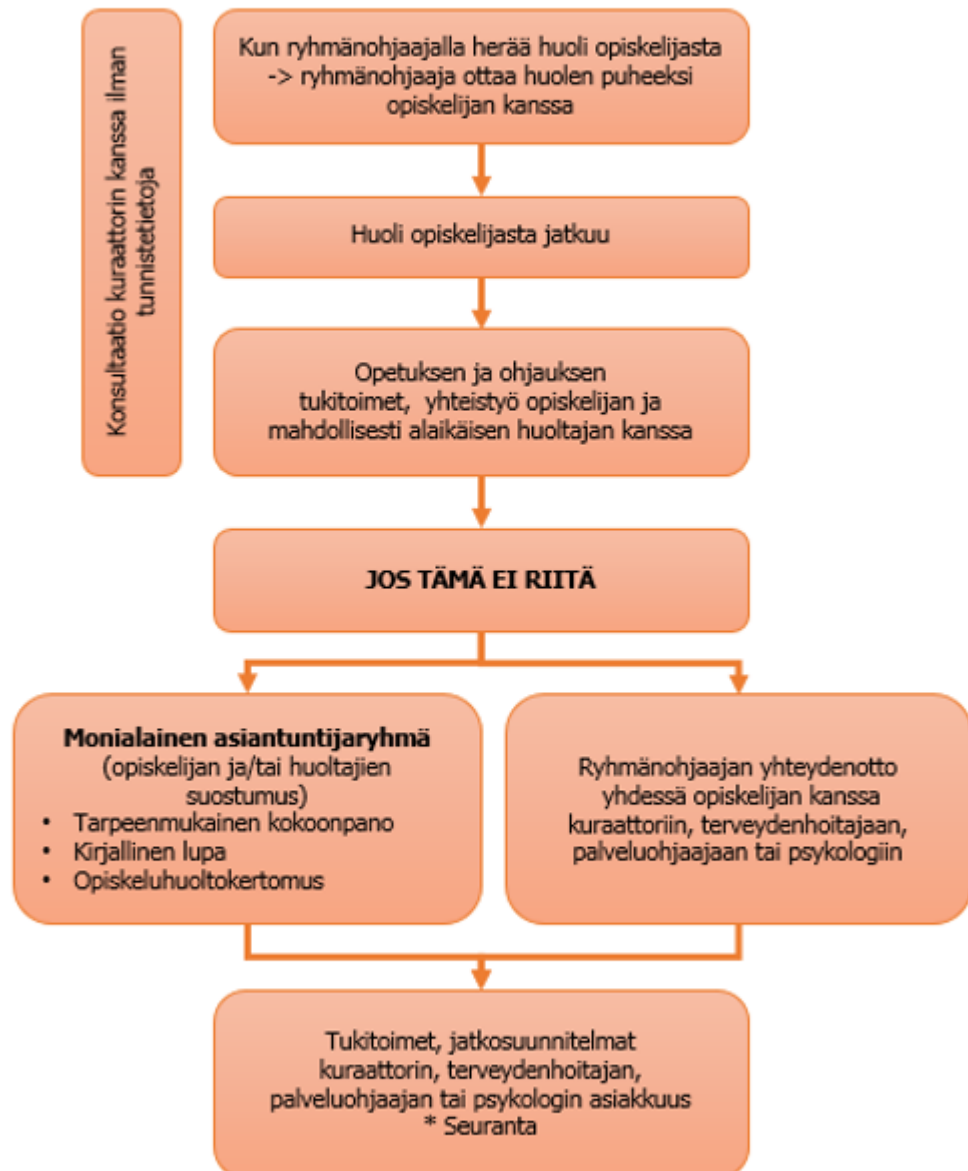 Konsultaatio kuraattorin kanssa ilman
tunnistetietoja
Kun ryhmänohjaajalla herää huoli opiskelijasta
-> ryhmänohjaaja ottaa huolen puheeksi
opiskelijan kanssa
Huoli opiskelijasta jatkuu
Opetuksen ja ohjauksen
tukitoimet, yhteistyö opiskelijan ja
mahdollisesti alaikäisen huoltajan kanssa
JOS TÄMÄ EI RIITÄ
Monialainen asiantuntijaryhmä
(opiskelijan ja/tai huoltajien
suostumus)
• Tarpeenmukainen kokoonpano
• Kirjallinen lupa
• Opiskeluhuoltokertomus
Ryhmänohjaajan yhteydenotto
yhdessä opiskelijan kanssa
kuraattoriin, terveydenhoitajaan,
palveluohjaajaan tai psykologiin
Tukitoimet, jatkosuunnitelmat
kuraattorin, terveydenhoitajan,
palveluohjaajan tai psykologin asiakkuus
* Seuranta